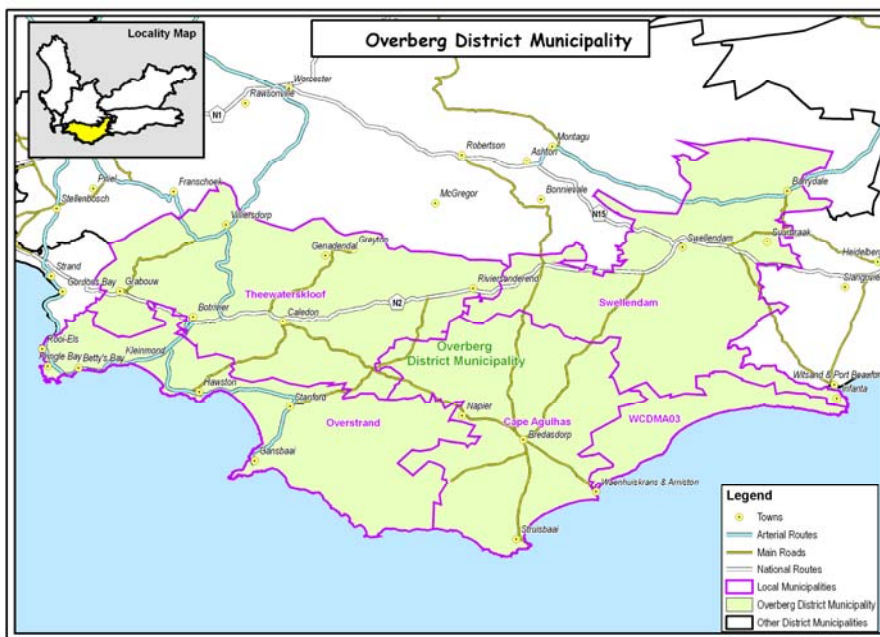 Locality Map
Overberg District Municipality
Worcester
Rawsonville
N1
Robertson
Montagu
Ashton
Franschoek
Stellenbosch
McGregor
Bonnievale
Barrydale
N15
Villiersdorp
Swellendam
Suurbraak
Heidelberg
Genadendal
Greyton
Strand
Gordons Bay
Grabouw
Theewaterskloof
Riviersonderend
Slangrivier
Botrivier
N2
Caledon
Swellendam
Rooi-Els
Pringle Bay
Betty's Bay
Kleinmond
Overberg
District Municipality
Witsand & Port Beaufort
Infanta
Hawston
Stanford
Napier
Overstrand
Cape Agulhas
WCDMA03
Bredasdorp
Gansbaai
Waenhuiskrans & Arniston
Struisbaai
Legend
Towns
Arterial Routes
Main Roads
National Routes
Local Municipalities
Overberg District Municipality
Other District Municipalities